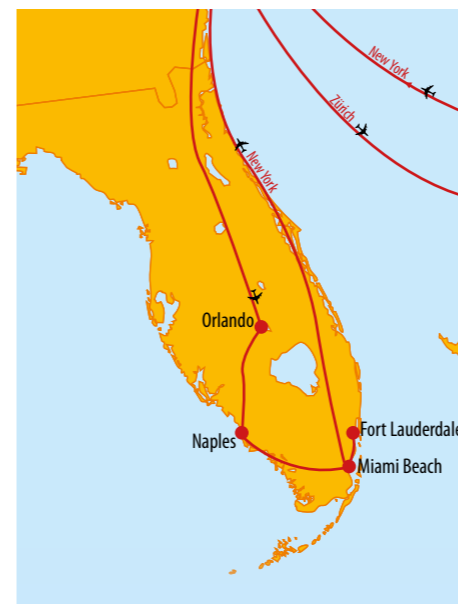 New York
Zürich
New York
Orlando
Naples
Fort Lauderdale
Miami Beach